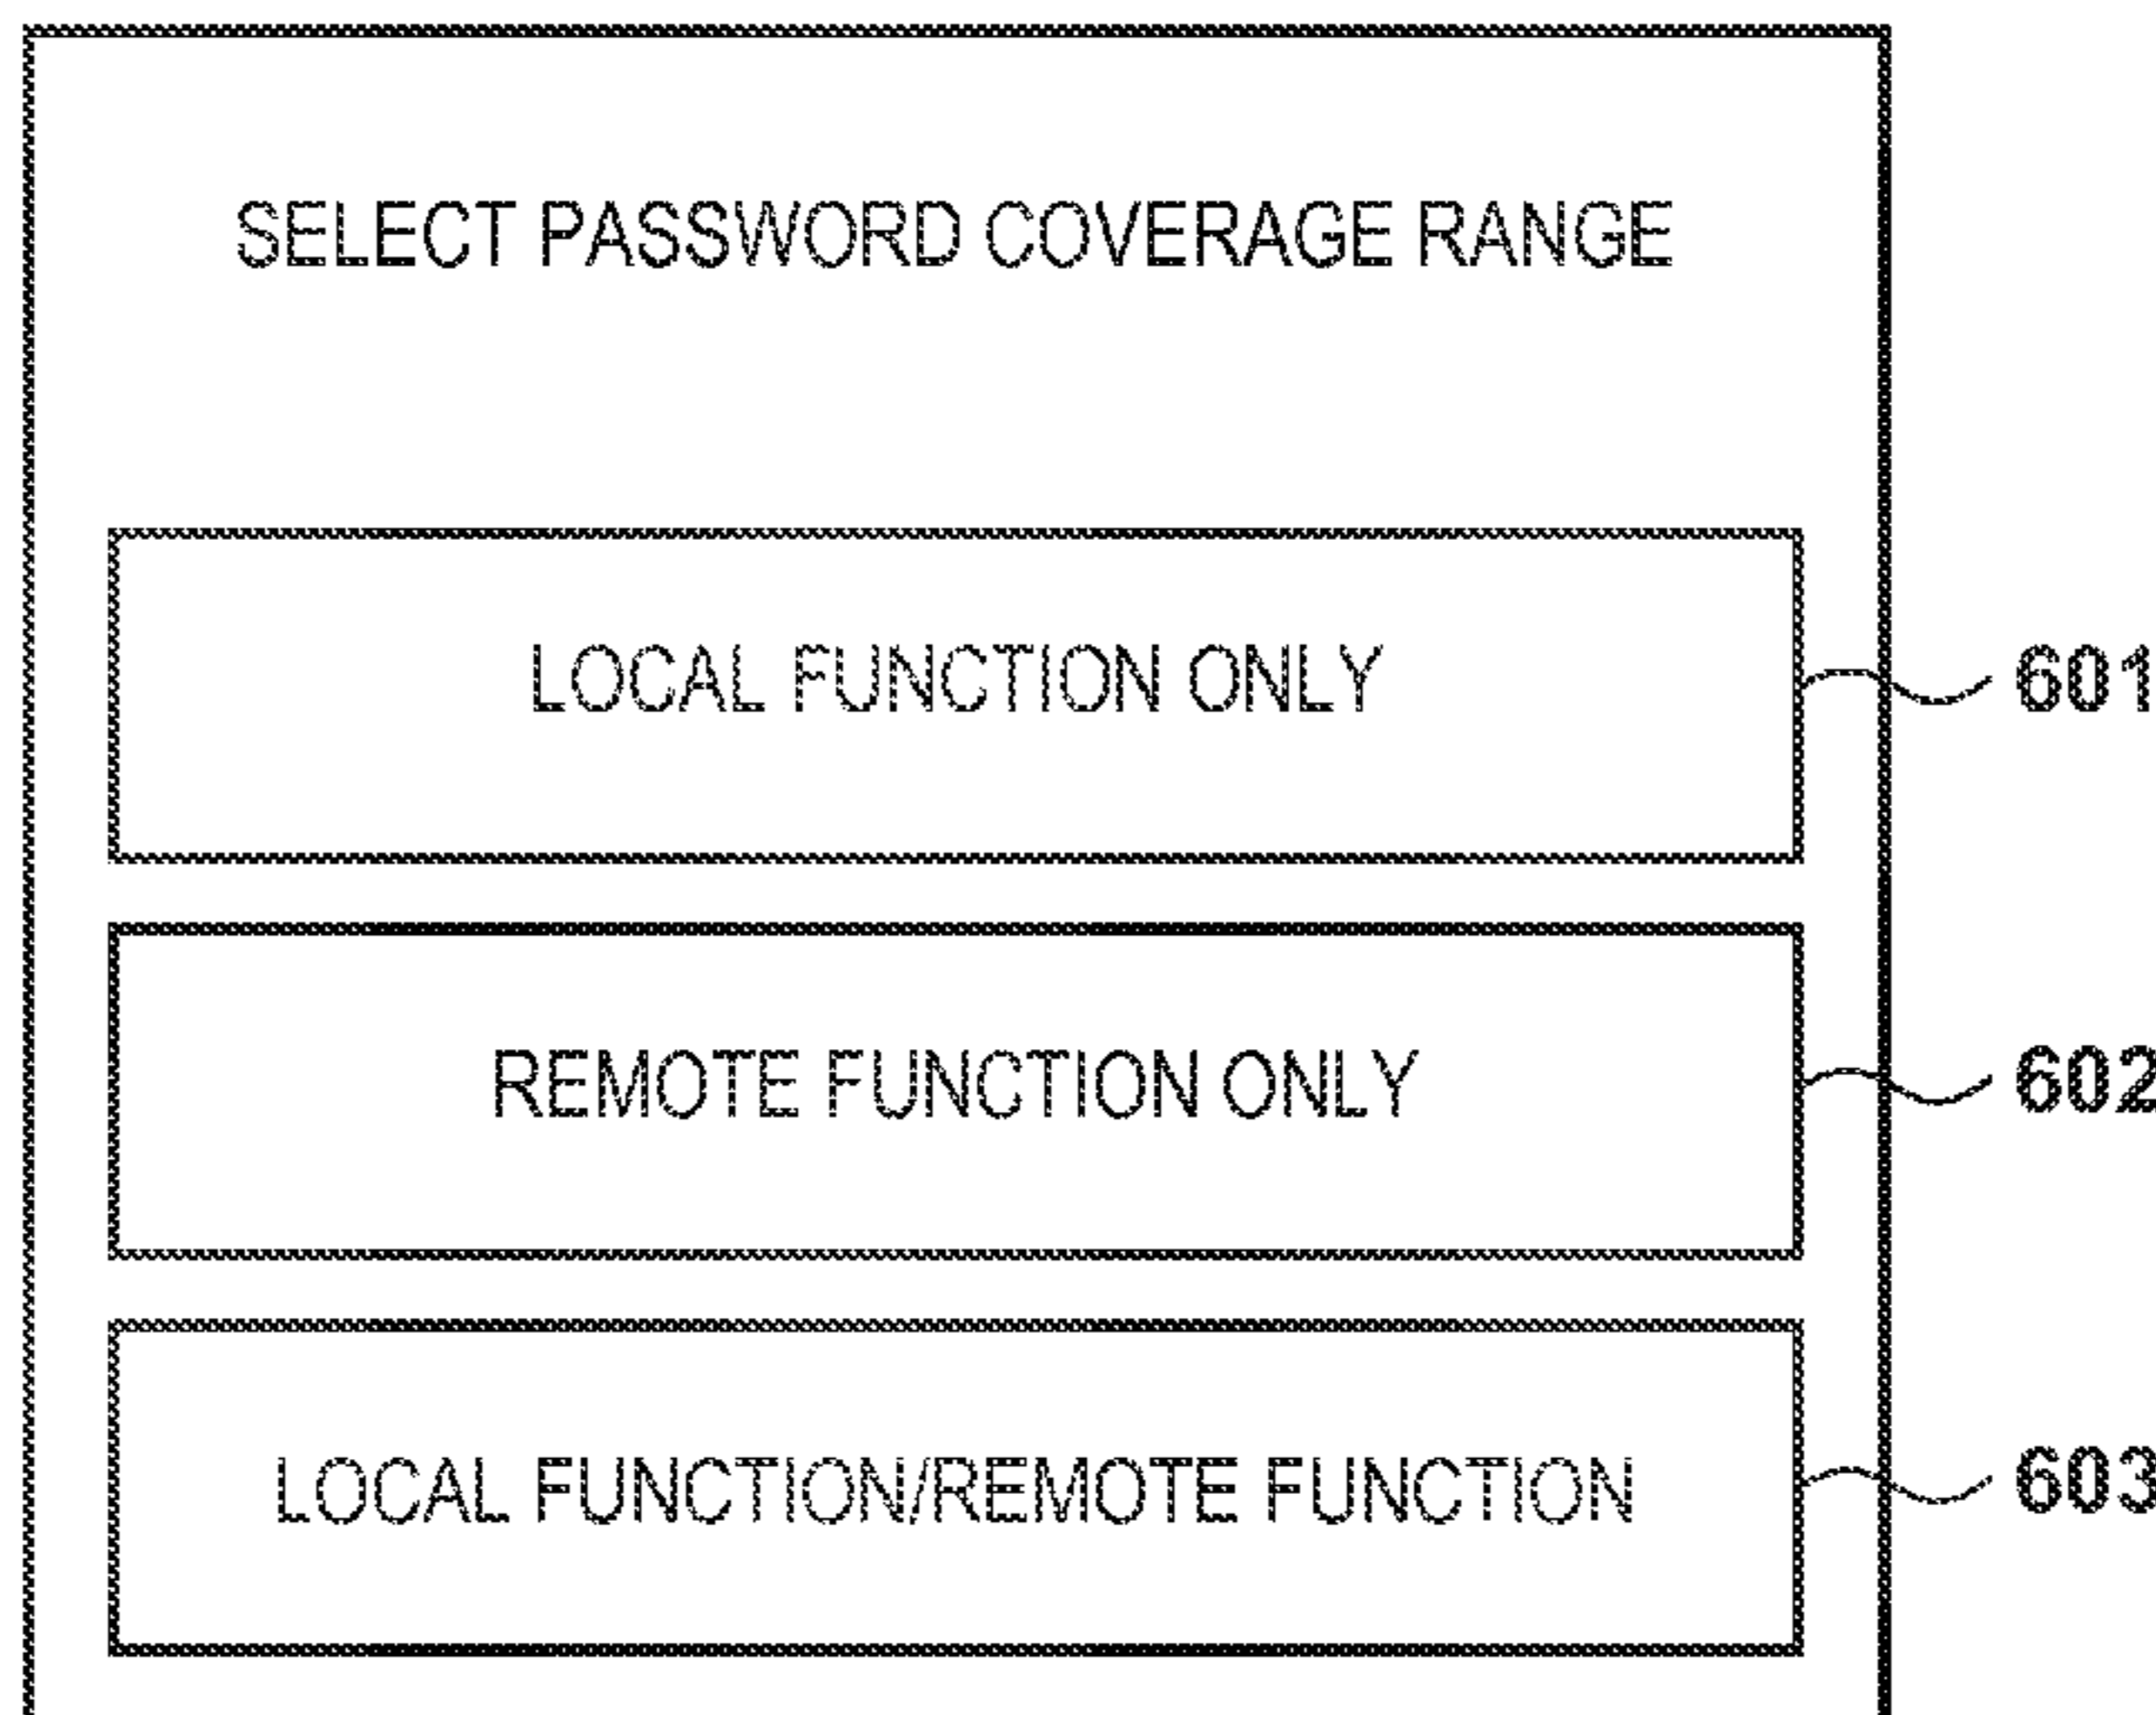 SELECT PASSWORD COVERAGE RANGE
LOCAL FUNCTION ONLY
601
REMOTE FUNCTION ONLY
602
LOCAL FUNCTION/REMOTE FUNCTION
603